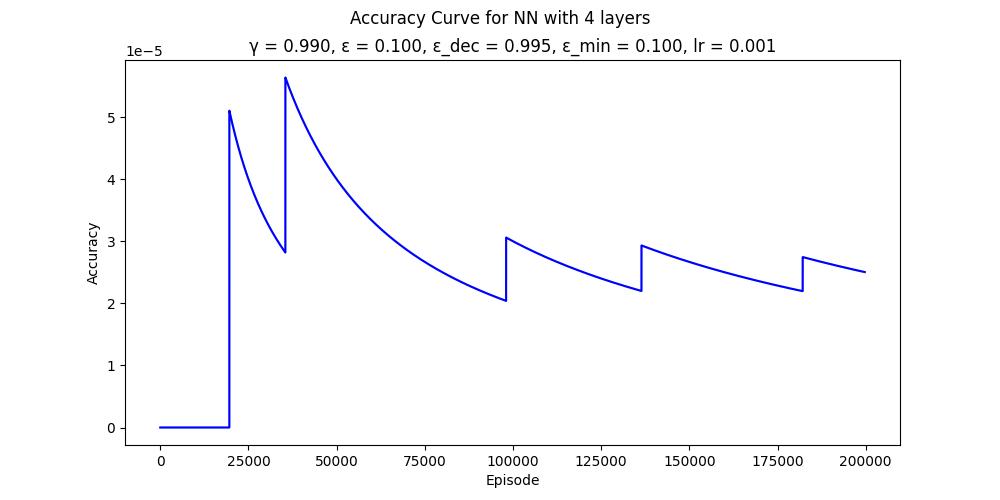 Accuracy Curve for NN with 4 layers
γ = 0.990, ε = 0.100, ε_dec = 0.995, ε_min = 0.100, lr = 0.001
1e−5
5
4
3
2
1
0
Accuracy
0 25000 50000 75000 100000 125000 150000 175000 200000
Episode